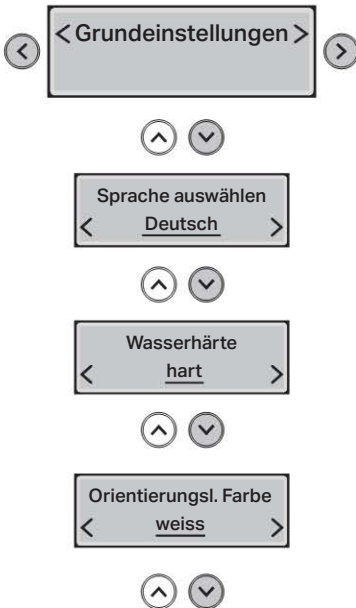 < Grundeinstellungen >
Sprache auswählen
< Deutsch >
Wasserhärte
< hart >
Orientierungsl. Farbe
< weiss >